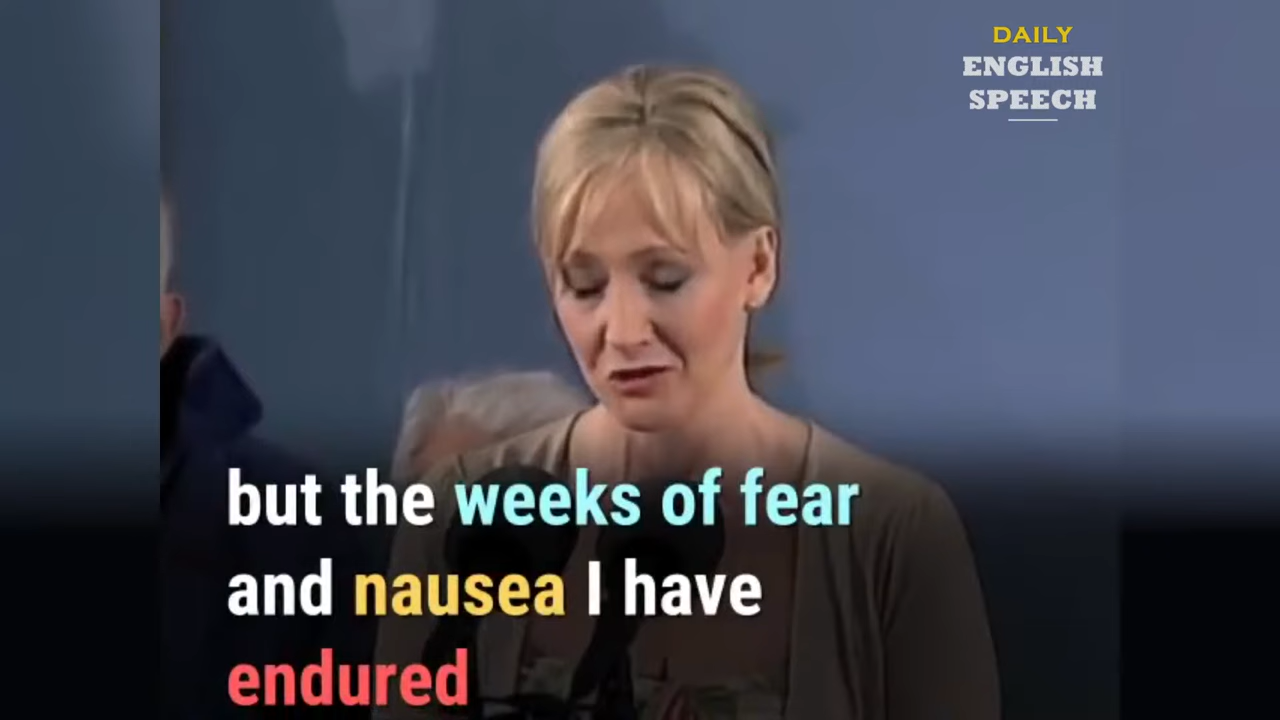 DAILY
ENGLISH
SPEECH
but the weeks of fear
and nausea I have
endured